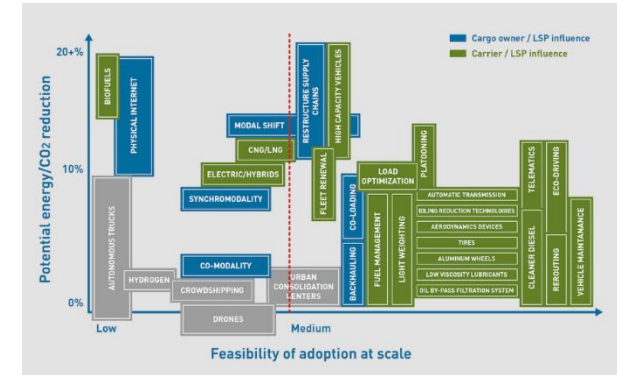 Cargo owner / LSP influence
Carrier / LSP influence
Potential energy/CO2 reduction
20+%
10%
0%
BIOFUELS
PHYSICAL INTERNET
AUTONOMOUS TRUCKS
HYDROGEN
MODAL SHIFT
CNG/LNG
ELECTRIC/HYBRIDS
SYNCHROMODALITY
CO-MODALITY
CROWDSHIPPING
DRONES
URBAN
CONSOLIDATION
CENTERS
RESTRUCTURE SUPPLY
CHAINS
HIGH CAPACITY VEHICLES
FLEET RENEWAL
CO-LOADING
BACKHAULING
LOAD
OPTIMIZATION
FUEL MANAGEMENT
LIGHT WEIGHTING
PLATOONING
AUTOMATIC TRANSMISSION
IDLING REDUCTION TECHNOLOGIES
AERODYNAMICS DEVICES
TIRES
ALUMINUM WHEELS
LOW VISCOSITY LUBRICANTS
OIL BY-PASS FILTRATION SYSTEM
TELEMATICS
CLEANER DIESEL
ECO-DRIVING
REROUTING
VEHICLE MAINTANANCE
Low
Medium
Feasibility of adoption at scale